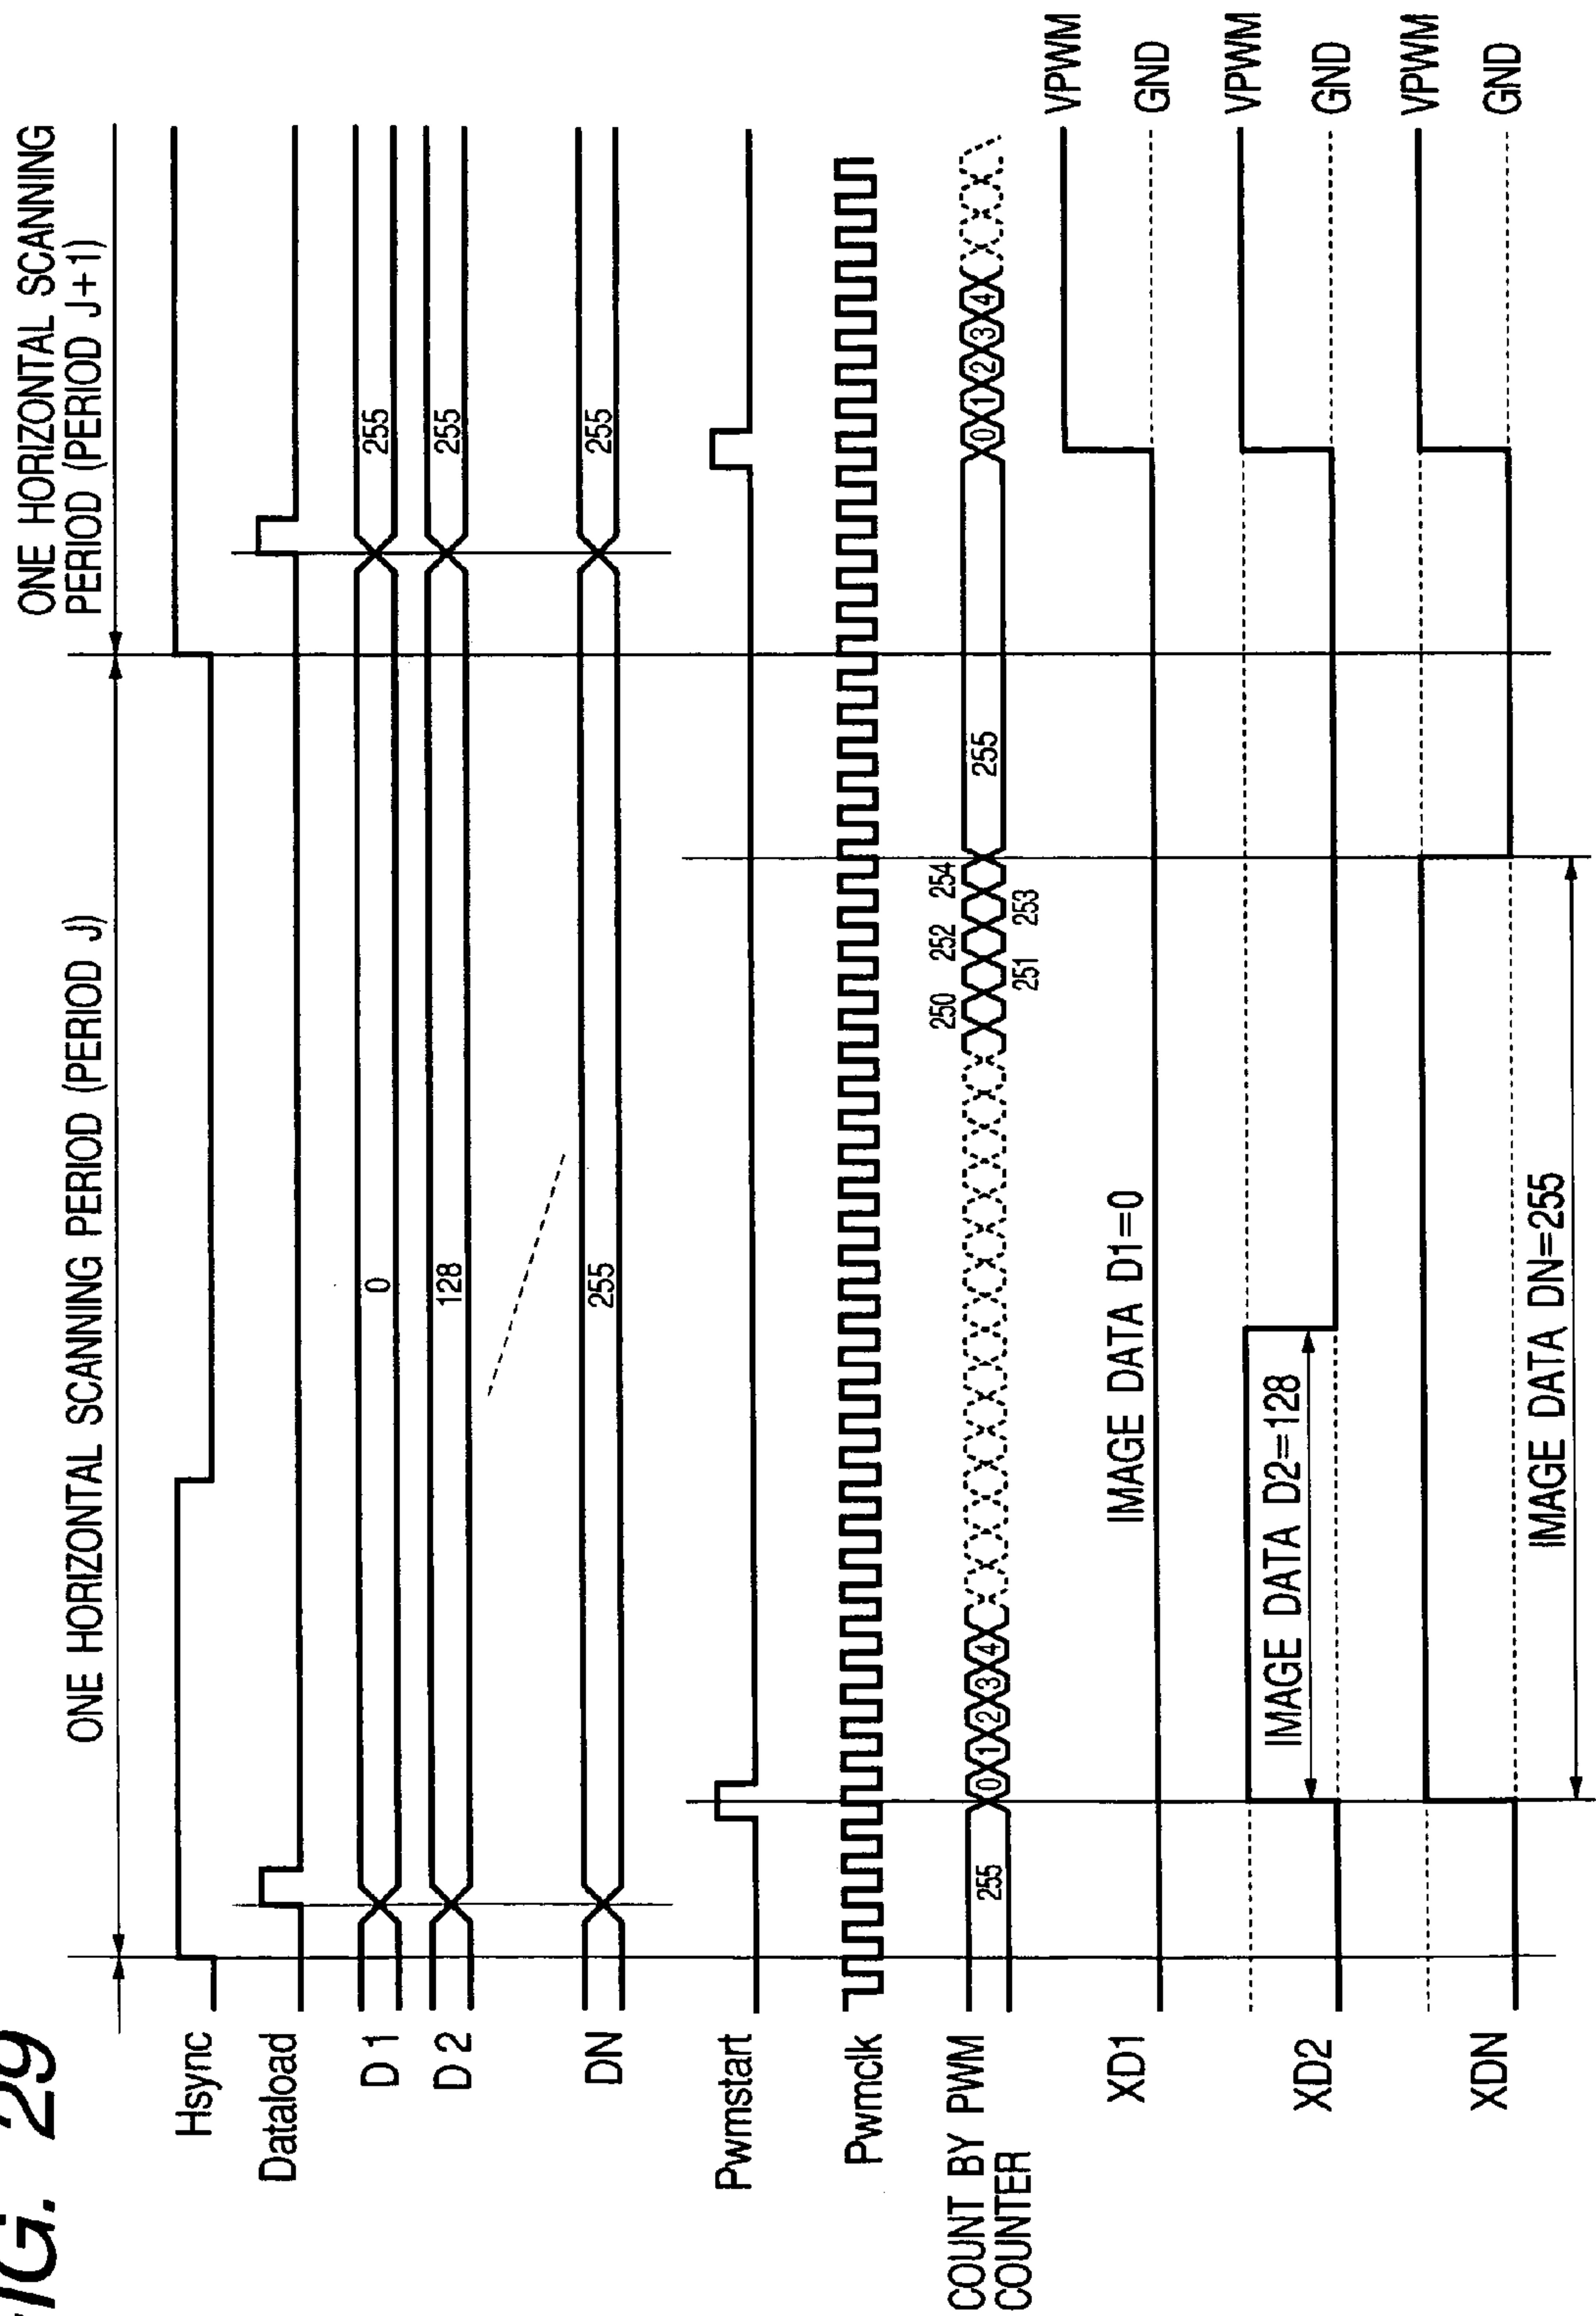 FIG. 29
ONE HORIZONTAL SCANNING PERIOD (PERIOD J)
ONE HORIZONTAL SCANNING
PERIOD (PERIOD J+1)
Hsync
Dataload
D 1
0
255
D 2
128
255
DN
255
255
Pwmstart
Pwmclk
COUNT BY PWM
COUNTER
255
0
1
2
3
4
250
251
252
253
254
255
0
1
2
3
4
XD1
IMAGE DATA D1=0
VPWM
GND
XD2
IMAGE DATA D2=128
VPWM
GND
XDN
IMAGE DATA DN=255
VPWM
GND